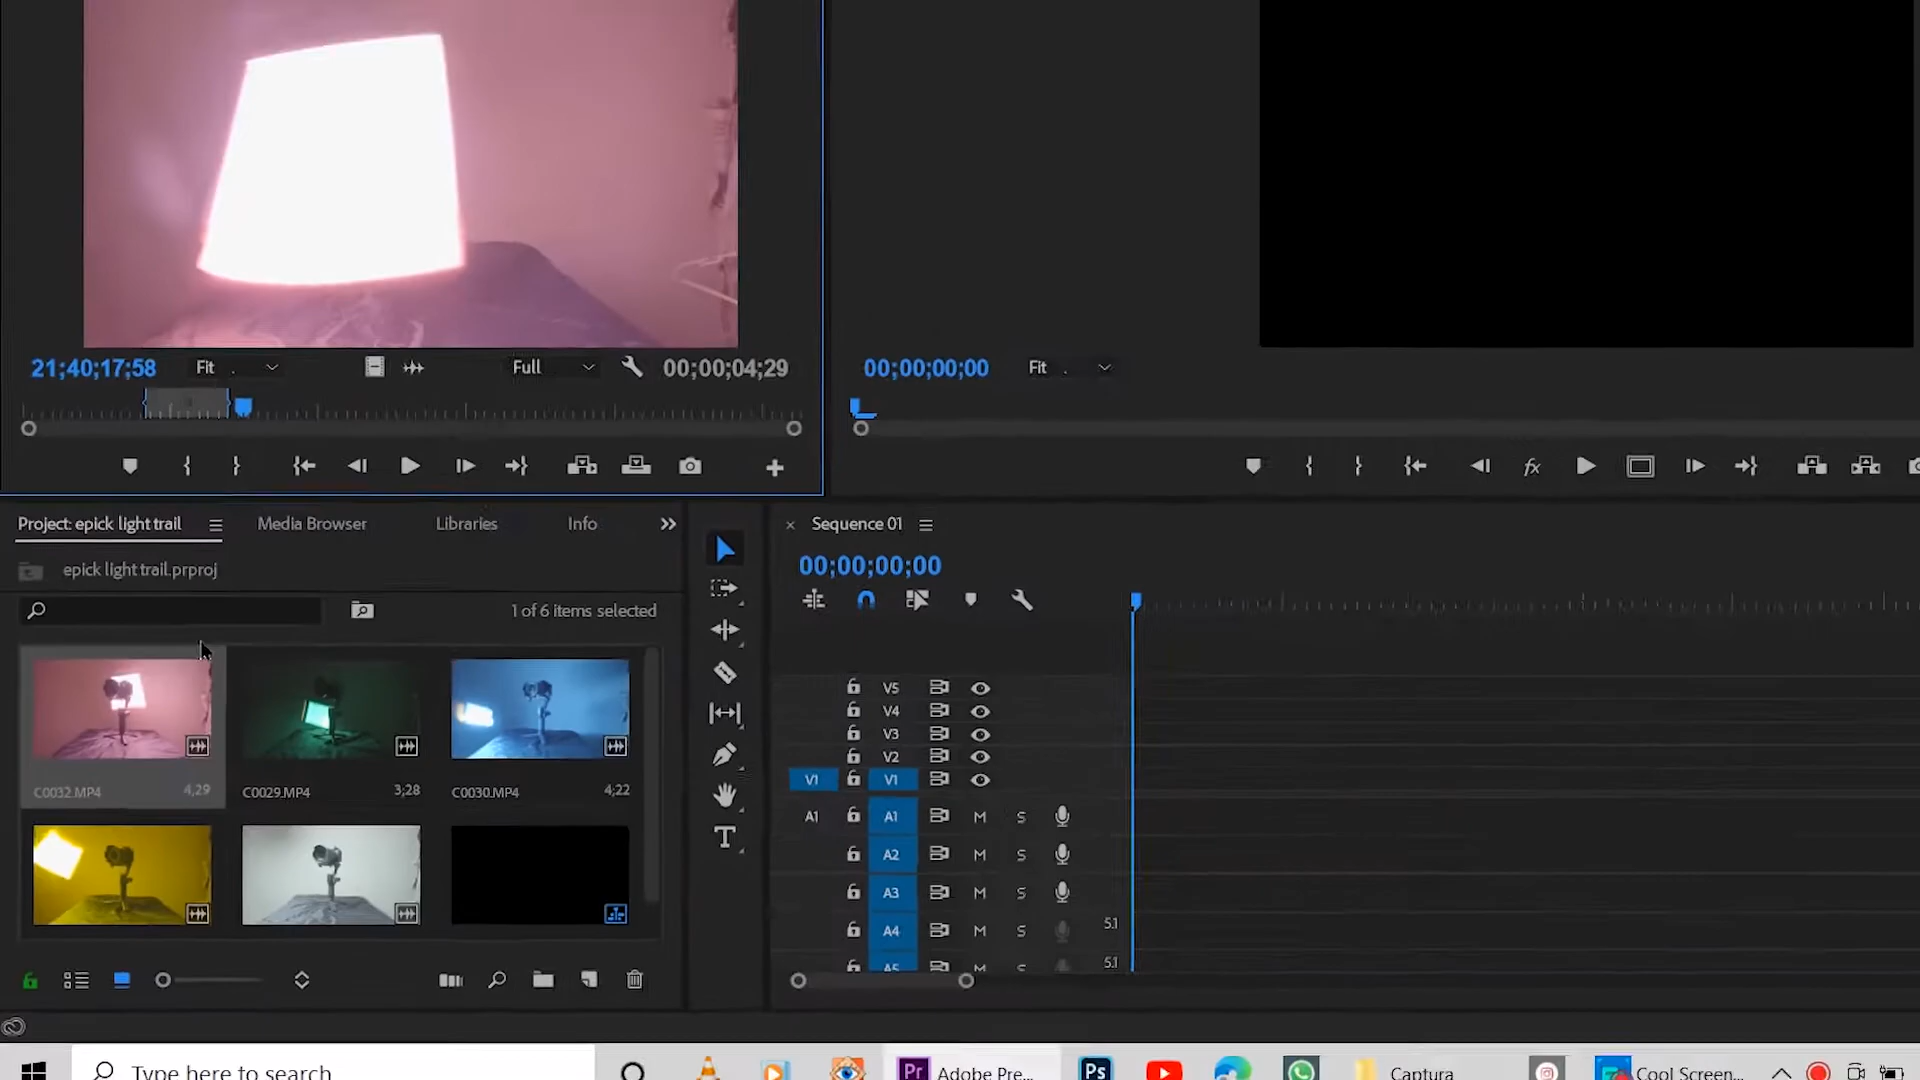 21;40;17;58 Fit Full 00;00;04;29
00;00;00;00 Fit
fx
Project: epick light trail Media Browser Libraries Info
epick light trail.prproj
1 of 6 items selected
C0032.MP4 4;29
C0029.MP4 3;28
C0030.MP4 4;22
T
× Sequence 01
00;00;00;00
V5
V4
V3
V2
V1 V1
A1 A1 M S
A2 M S
A3 M S
A4 M S 5.1
A5 M S 5.1
Type here to search
Pr Adobe Pre...
Ps
Captura
Cool Screen...